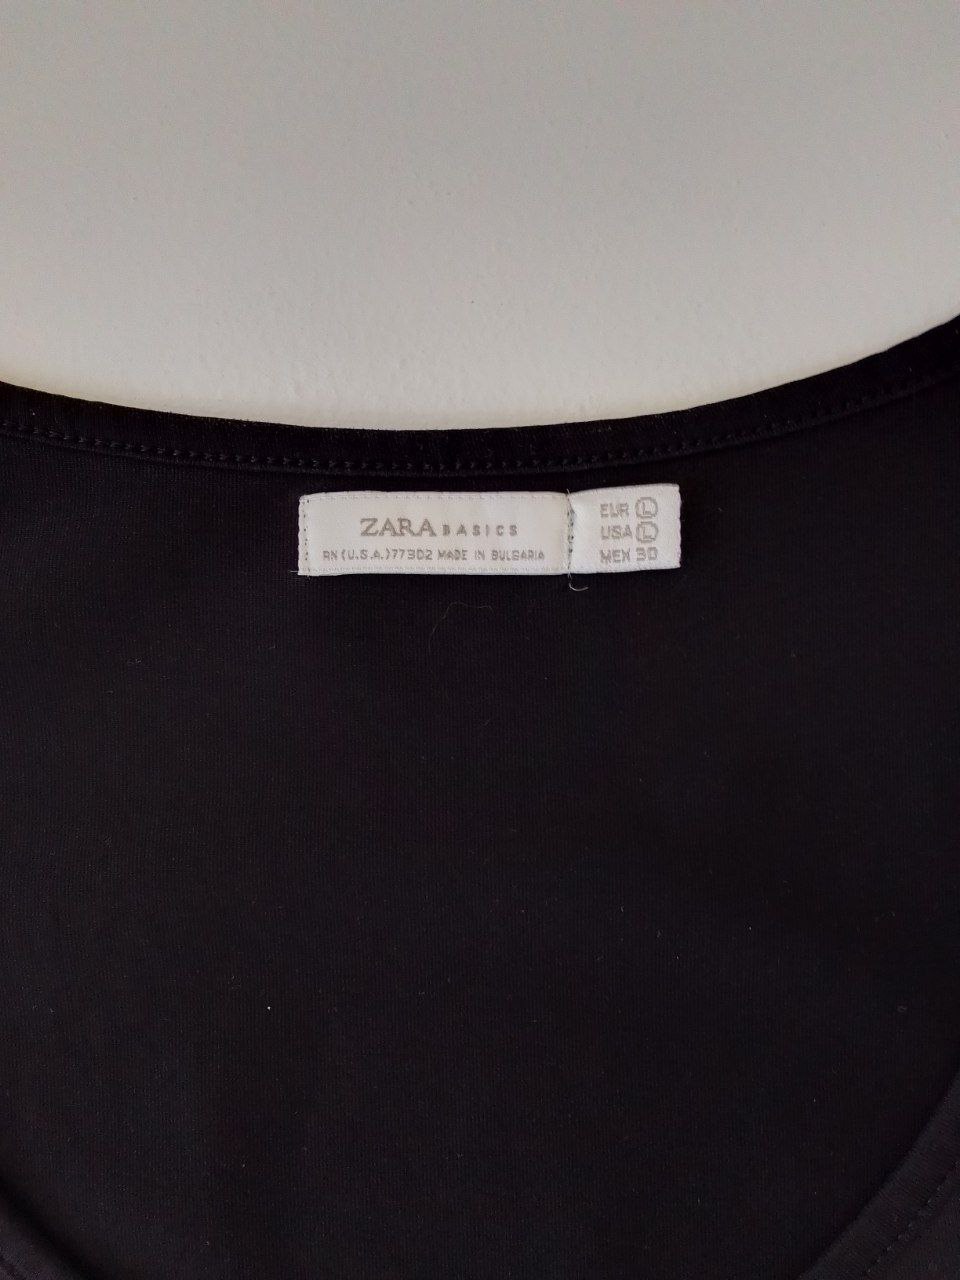 ZARA BASICS
RN (U.S.A.) 77302 MADE IN BULGARIA
EUR L
USA L
MEX 30